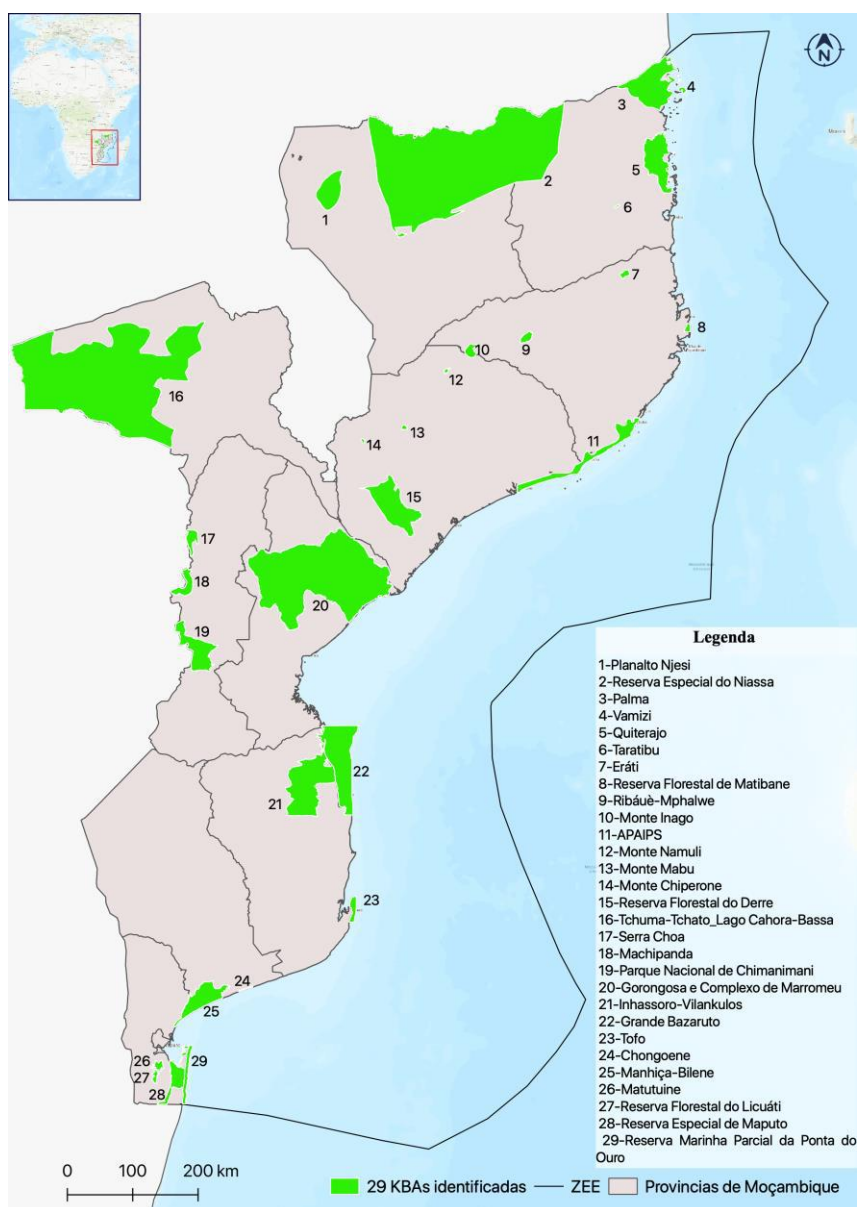 N
1
2
3
4
5
6
7
8
9
10
11
12
13
14
15
16
17
18
19
20
21
22
23
24
25
26
27
28
29
Legenda
1-Planalto Njesi
2-Reserva Especial do Niassa
3-Palma
4-Vamizi
5-Quiterajo
6-Taratibu
7-Eráti
8-Reserva Florestal de Matibane
9-Ribáuè-Mphalwe
10-Monte Inago
11-APAIPS
12-Monte Namuli
13-Monte Mabu
14-Monte Chiperone
15-Reserva Florestal do Derre
16-Tchuma-Tchato_Lago Cahora-Bassa
17-Serra Choa
18-Machipanda
19-Parque Nacional de Chimanimani
20-Gorongosa e Complexo de Marromeu
21-Inhassoro-Vilankulos
22-Grande Bazaruto
23-Tofo
24-Chongoene
25-Manhiça-Bilene
26-Matutuine
27-Reserva Florestal do Licuáti
28-Reserva Especial de Maputo
29-Reserva Marinha Parcial da Ponta do
Ouro
0 100 200 km
29 KBAs identificadas ZEE Provincias de Moçambique